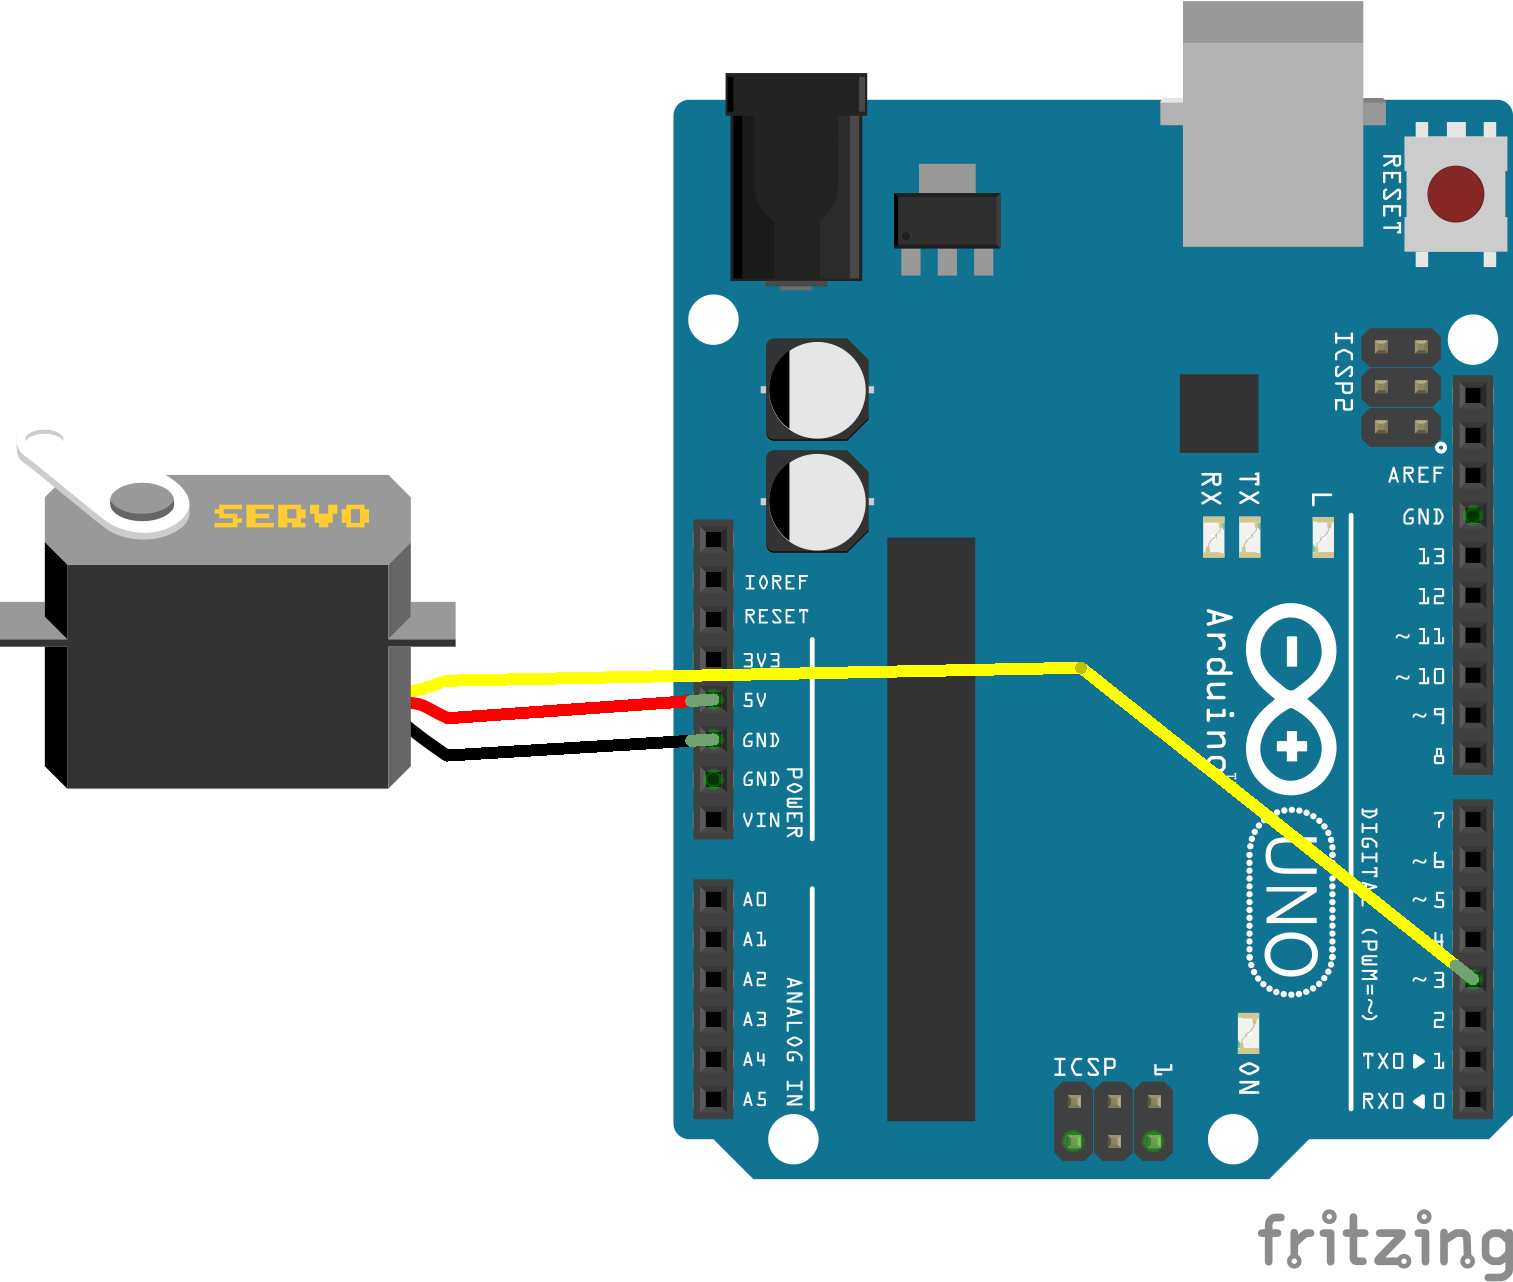 RESET
ICSP2
SERVO
IOREF
RESET
3V3
5V
GND
GND
VIN
POWER
A0
A1
A2
A3
A4
A5
ANALOG IN
RX
TX
L
Arduino
TM
UNO
AREF
GND
13
12
~11
~10
~9
8
7
~6
~5
4
~3
2
TX0 ▶ 1
RX0 ◀ 0
DIGITAL (PWM=~)
ICSP
1
ON
fritzing